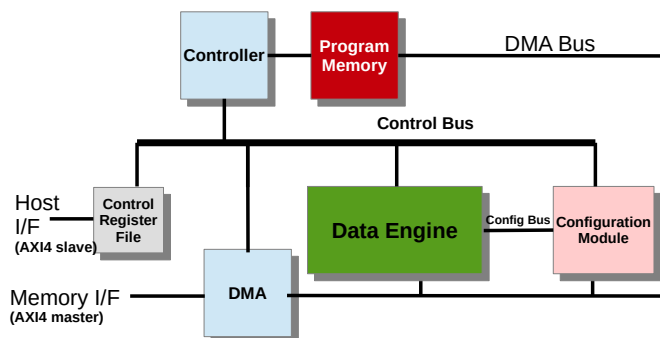 Controller
Program
Memory
DMA Bus
Control Bus
Host
I/F
(AXI4 slave)
Control
Register
File
Data Engine
Config Bus
Configuration
Module
Memory I/F
(AXI4 master)
DMA